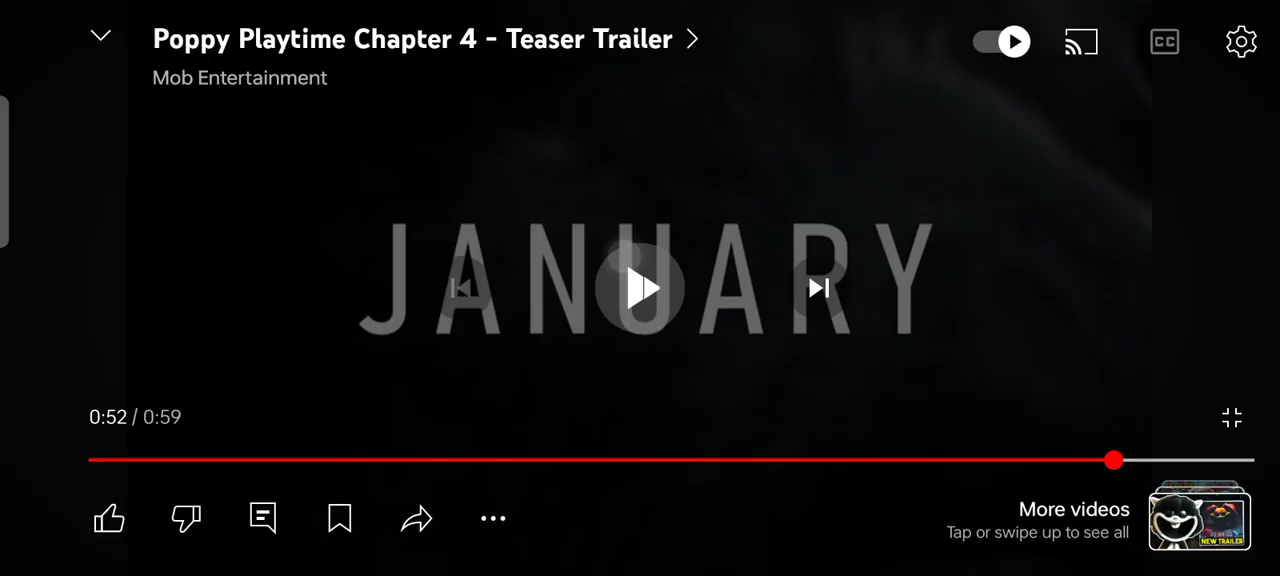 Poppy Playtime Chapter 4 - Teaser Trailer
Mob Entertainment
CC
JANUARY
0:52 / 0:59
More videos
Tap or swipe up to see all
NEW TRAILER